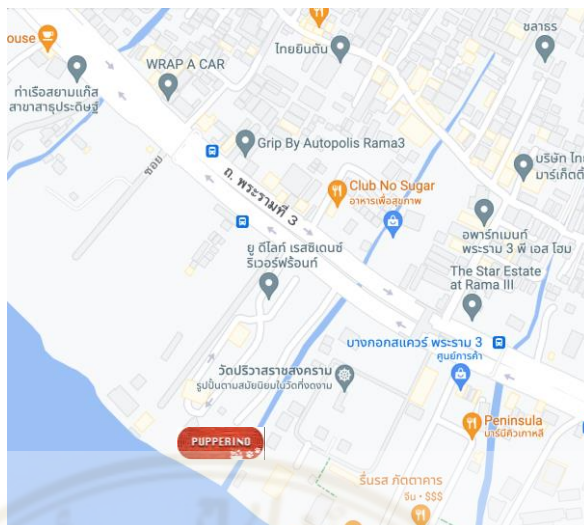 ouse
ชลาธร
ไทยยินตัน
WRAP A CAR
ท่าเรือสยามแก๊ส
สาขาสาธุประดิษฐ์
Grip By Autopolis Rama3
บริษัท ไท
มาร์เก็ตติ
ซอย
ถ. พระรามที่ 3
Club No Sugar
อาหารเพื่อสุขภาพ
อพาร์ทเมนท์
พระราม 3 พี เอส โฮม
ยู ดีไลท์ เรสซิเดนซ์
ริเวอร์ฟร้อนท์
The Star Estate
at Rama III
บางกอกสแควร์ พระราม 3
ศูนย์การค้า
วัดปริวาสราชสงคราม
รูปปั้นตามสมัยนิยมในวัดที่งดงาม
Peninsula
บาร์บีคิวเกาหลี
PUPPERINO
รื่นรส ภัตตาคาร
จีน • $$$